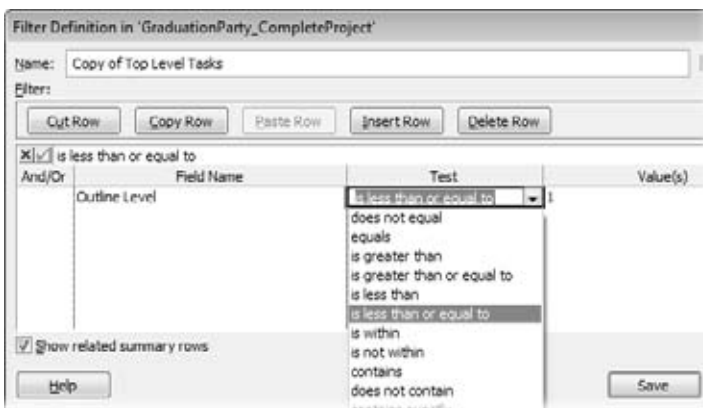 Filter Definition in 'GraduationParty_CompleteProject'
Name: Copy of Top Level Tasks
Filter:
Cut Row Copy Row Paste Row Insert Row Delete Row
is less than or equal to
And/Or Field Name Test Value(s)
Outline Level is less than or equal to 1
does not equal
equals
is greater than
is greater than or equal to
is less than
is less than or equal to
is within
Show related summary rows
is not within
contains
Help Save
does not contain